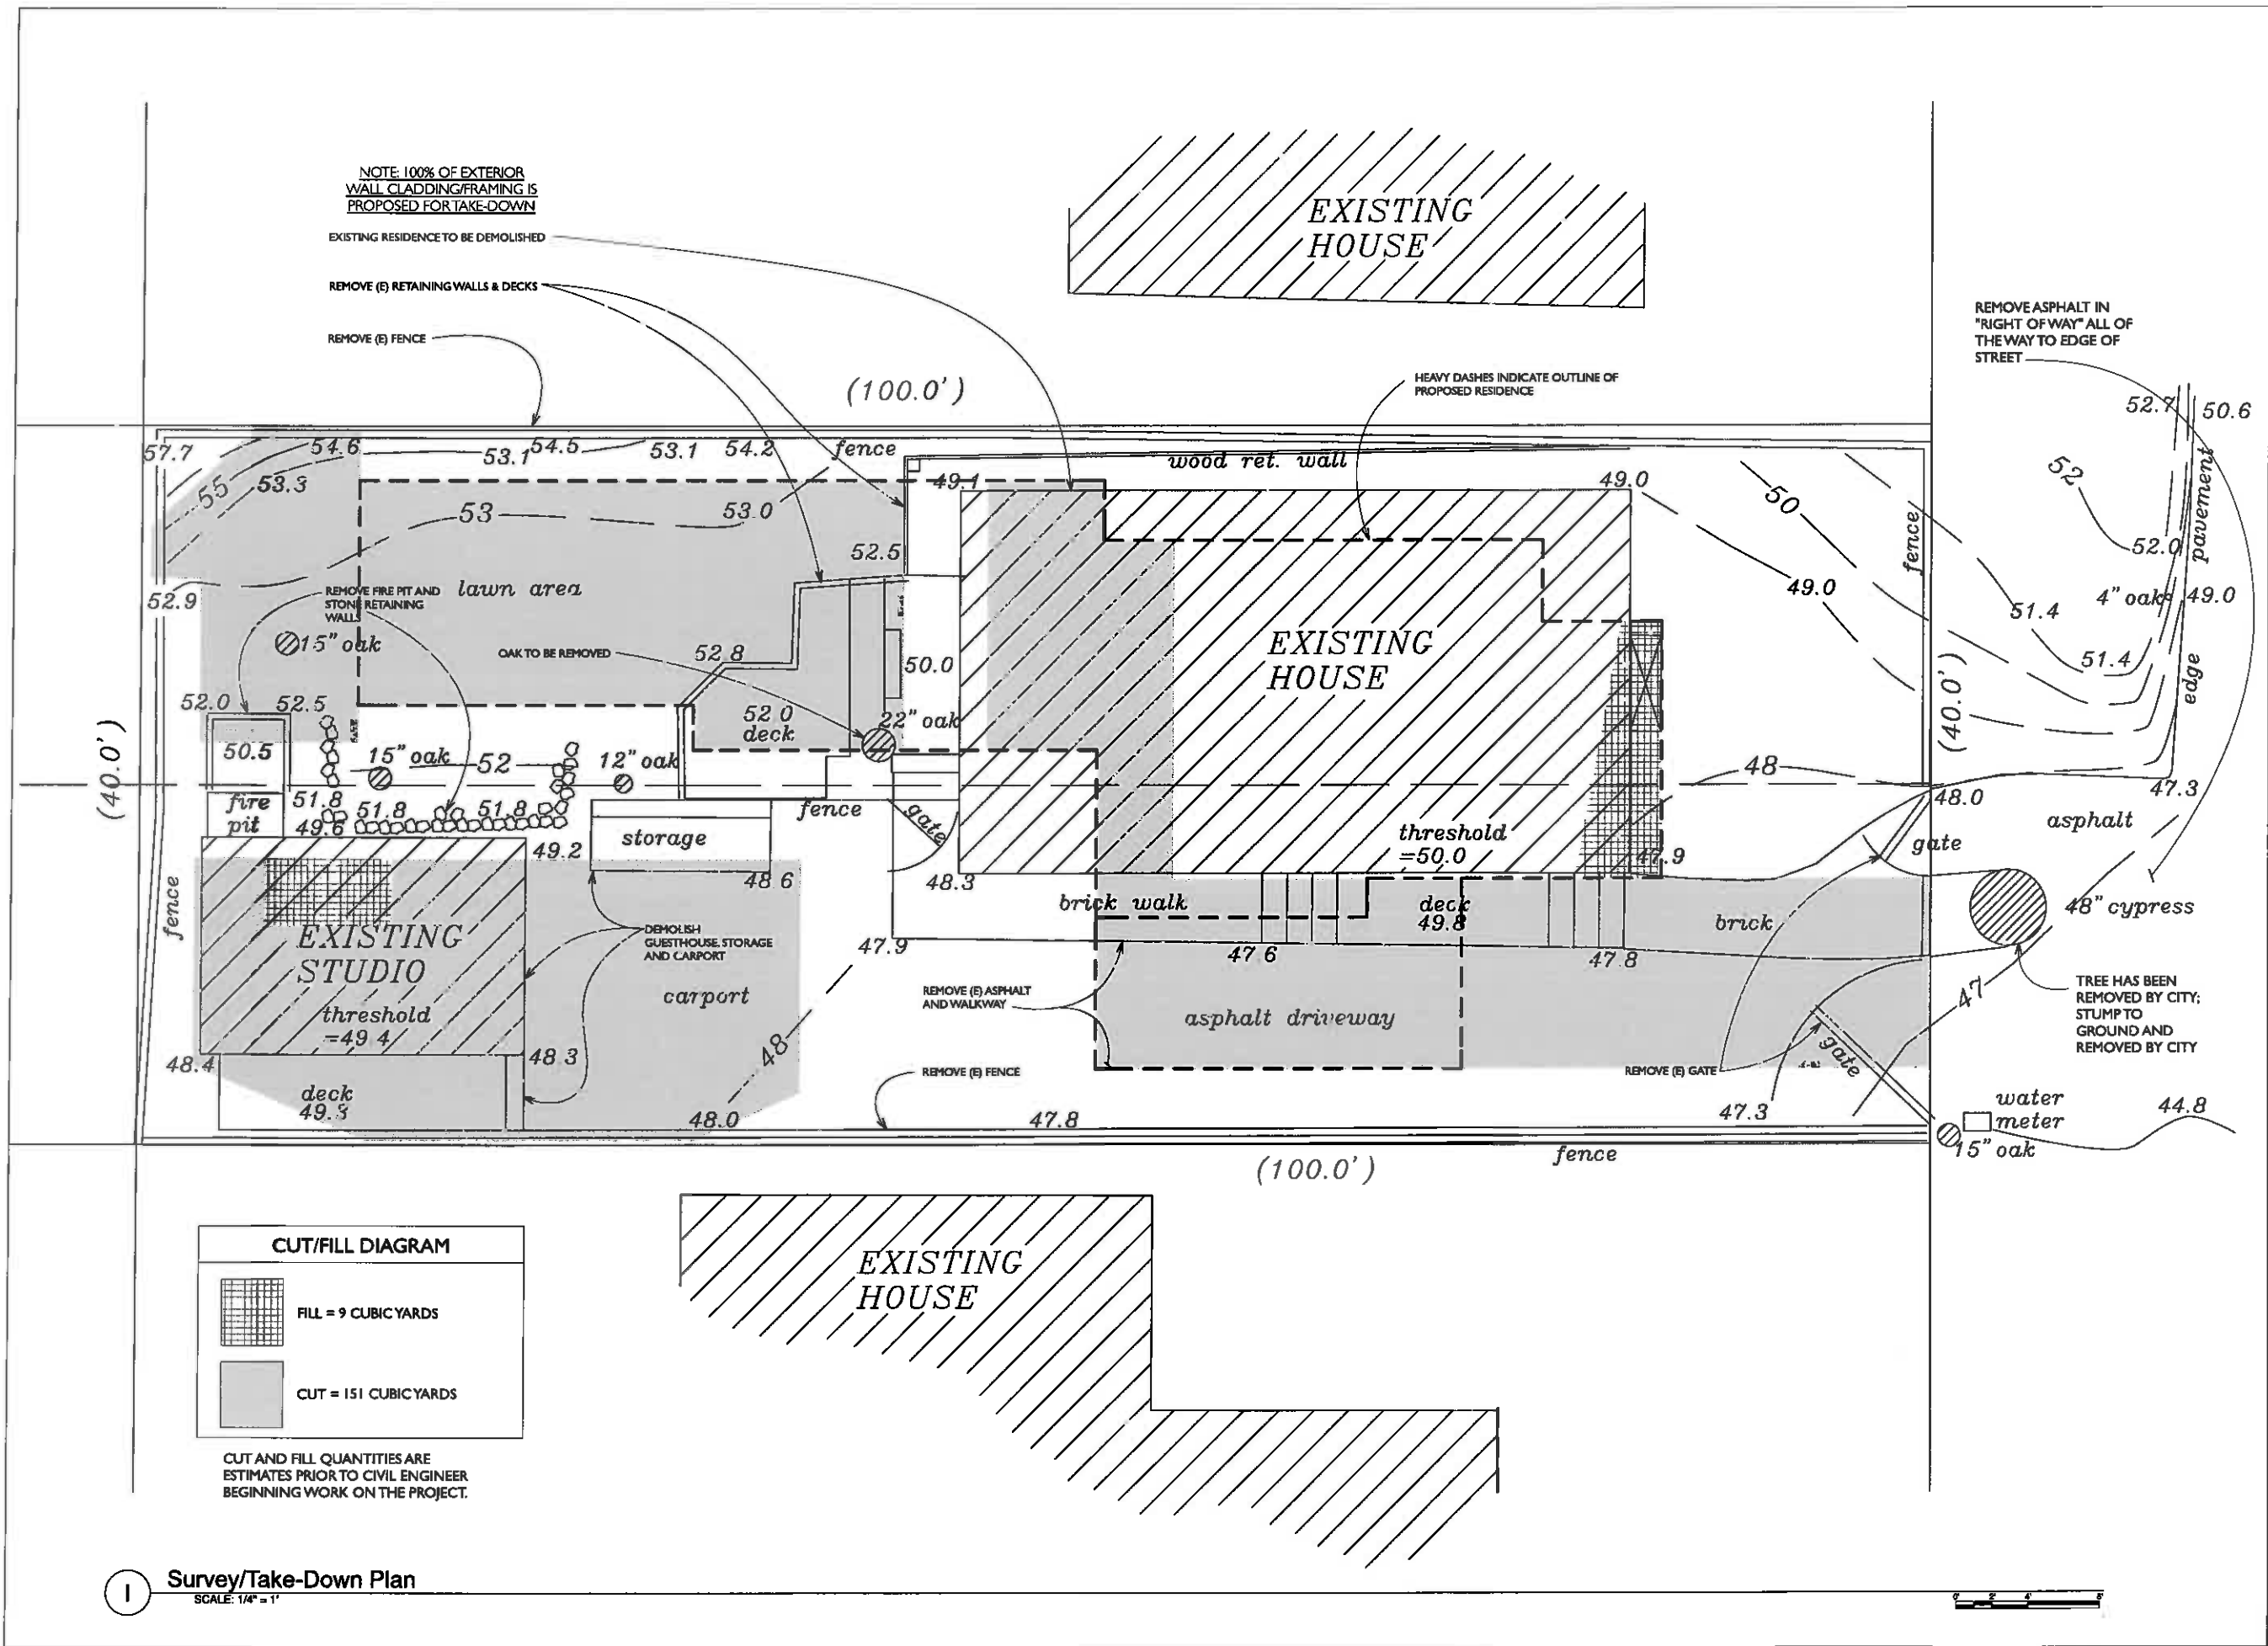 NOTE: 100% OF EXTERIOR
WALL CLADDING/FRAMING IS
PROPOSED FOR TAKE-DOWN
EXISTING RESIDENCE TO BE DEMOLISHED
REMOVE (E) RETAINING WALLS & DECKS
REMOVE (E) FENCE
EXISTING
HOUSE
REMOVE ASPHALT IN
"RIGHT OF WAY" ALL OF
THE WAY TO EDGE OF
STREET
HEAVY DASHES INDICATE OUTLINE OF
PROPOSED RESIDENCE
(100.0')
52.7
50.6
57.7
54.6
53.1
54.5
53.1
54.2
fence
wood ret. wall
49.1
49.0
50
52
pavement
55
53.3
53
53.0
52.5
fence
52.0
52.9
REMOVE FIRE PIT AND
STONE RETAINING
WALLS
lawn area
49.0
51.4
4" oak
49.0
15" oak
OAK TO BE REMOVED
52.8
50.0
EXISTING
HOUSE
51.4
edge
52.0
52.5
52.0
deck
22" oak
(40.0')
(40.0')
50.5
15" oak
52
12" oak
48
47.3
48.0
fire
pit
51.8
51.8
51.8
49.6
fence
gate
storage
threshold
=50.0
asphalt
gate
49.2
48.6
48.3
47.9
brick walk
deck
49.8
brick
48" cypress
fence
EXISTING
STUDIO
threshold
=49.4
DEMOLISH
GUESTHOUSE, STORAGE
AND CARPORT
carport
47.9
47.6
47.8
REMOVE (E) ASPHALT
AND WALKWAY
asphalt driveway
47
TREE HAS BEEN
REMOVED BY CITY;
STUMP TO
GROUND AND
REMOVED BY CITY
48.4
48.3
48
REMOVE (E) FENCE
REMOVE (E) GATE
gate
deck
49.3
48.0
47.8
47.3
water
meter
44.8
15" oak
(100.0')
fence
CUT/FILL DIAGRAM
FILL = 9 CUBIC YARDS
CUT = 151 CUBIC YARDS
CUT AND FILL QUANTITIES ARE
ESTIMATES PRIOR TO CIVIL ENGINEER
BEGINNING WORK ON THE PROJECT.
EXISTING
HOUSE
1
Survey/Take-Down Plan
SCALE: 1/4" = 1'
0' 2' 4' 8'